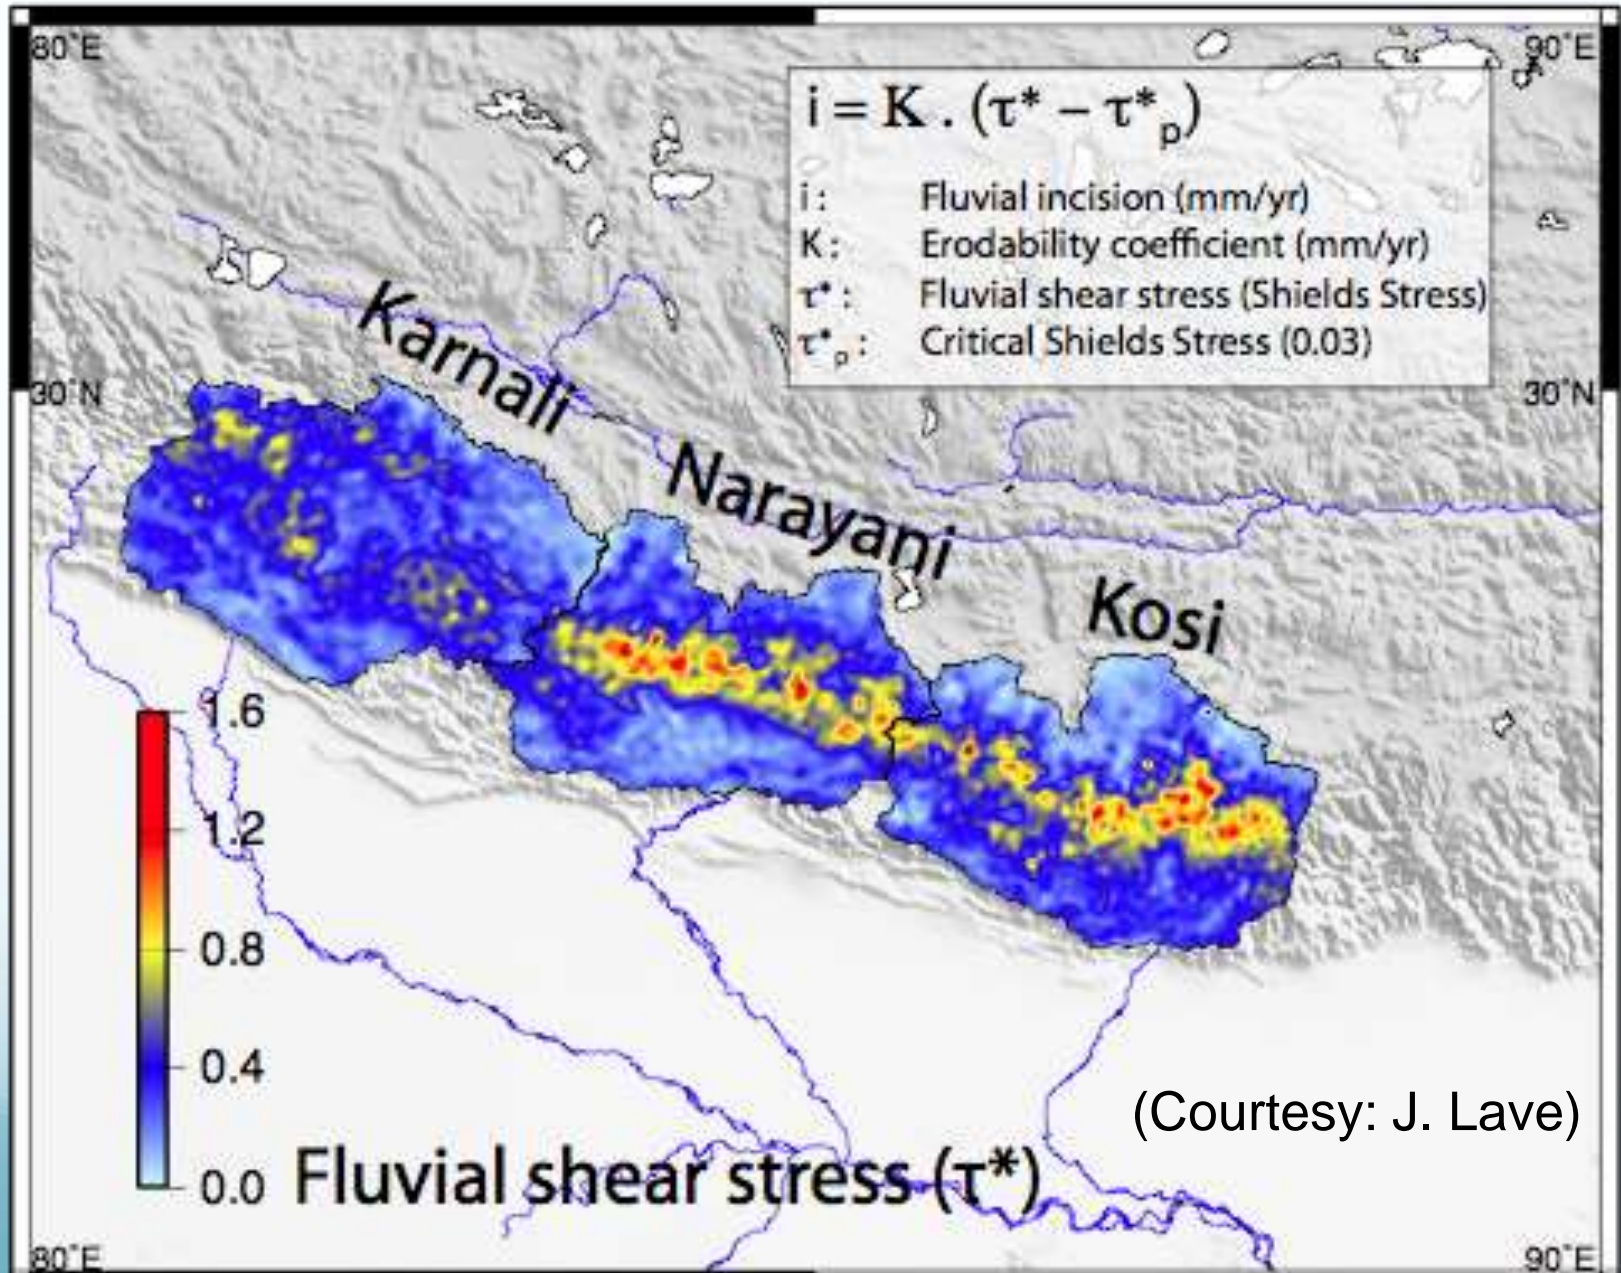 80°E
90°E
i = K . (τ* − τ*p)
i : Fluvial incision (mm/yr)
K : Erodability coefficient (mm/yr)
τ* : Fluvial shear stress (Shields Stress)
τ*p : Critical Shields Stress (0.03)
30°N
30°N
Karnali
Narayani
Kosi
1.6
1.2
0.8
0.4
0.0
(Courtesy: J. Lave)
Fluvial shear stress (τ*)
80°E
90°E